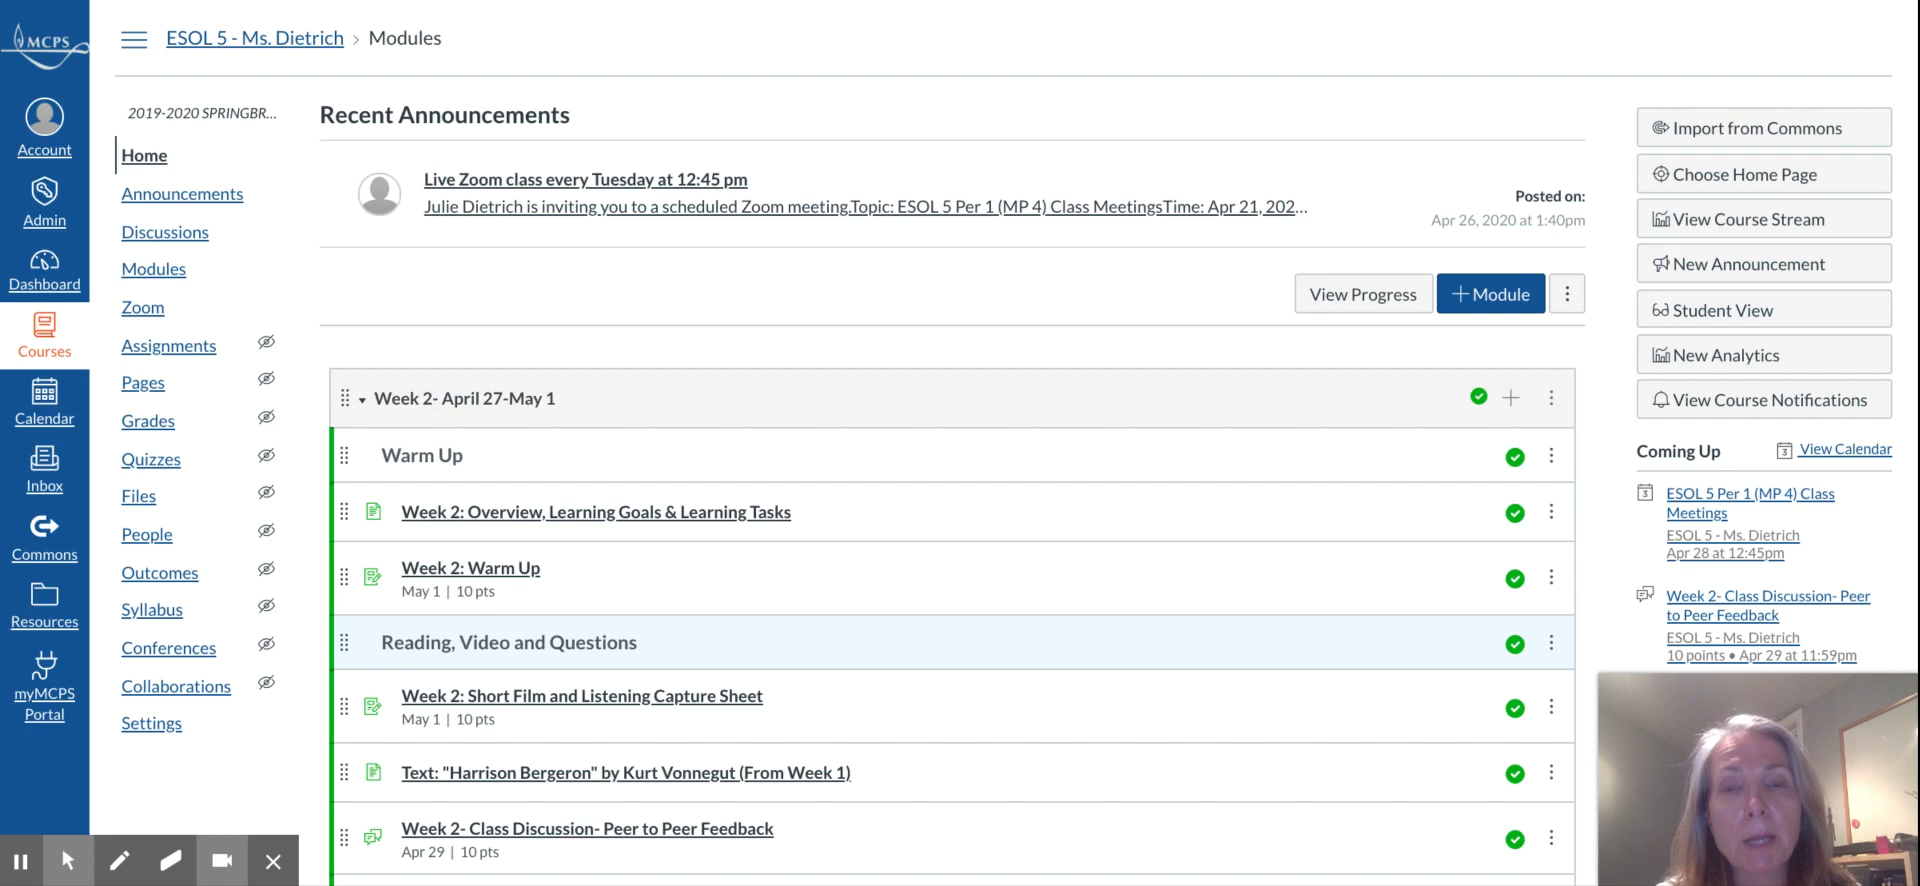 MCPS
Account
Admin
Dashboard
Courses
Calendar
Inbox
Commons
Resources
myMCPS
Portal
ESOL 5 - Ms. Dietrich > Modules
2019-2020 SPRINGBR...
Home
Announcements
Discussions
Modules
Zoom
Assignments
Pages
Grades
Quizzes
Files
People
Outcomes
Syllabus
Conferences
Collaborations
Settings
Recent Announcements
Live Zoom class every Tuesday at 12:45 pm
Julie Dietrich is inviting you to a scheduled Zoom meeting.Topic: ESOL 5 Per 1 (MP 4) Class MeetingsTime: Apr 21, 202...
Posted on:
Apr 26, 2020 at 1:40pm
View Progress
+ Module
Week 2- April 27-May 1
Warm Up
Week 2: Overview, Learning Goals & Learning Tasks
Week 2: Warm Up
May 1 | 10 pts
Reading, Video and Questions
Week 2: Short Film and Listening Capture Sheet
May 1 | 10 pts
Text: "Harrison Bergeron" by Kurt Vonnegut (From Week 1)
Week 2- Class Discussion- Peer to Peer Feedback
Apr 29 | 10 pts
Import from Commons
Choose Home Page
View Course Stream
New Announcement
Student View
New Analytics
View Course Notifications
Coming Up
3 View Calendar
3 ESOL 5 Per 1 (MP 4) Class
Meetings
ESOL 5 - Ms. Dietrich
Apr 28 at 12:45pm
Week 2- Class Discussion- Peer
to Peer Feedback
ESOL 5 - Ms. Dietrich
10 points • Apr 29 at 11:59pm